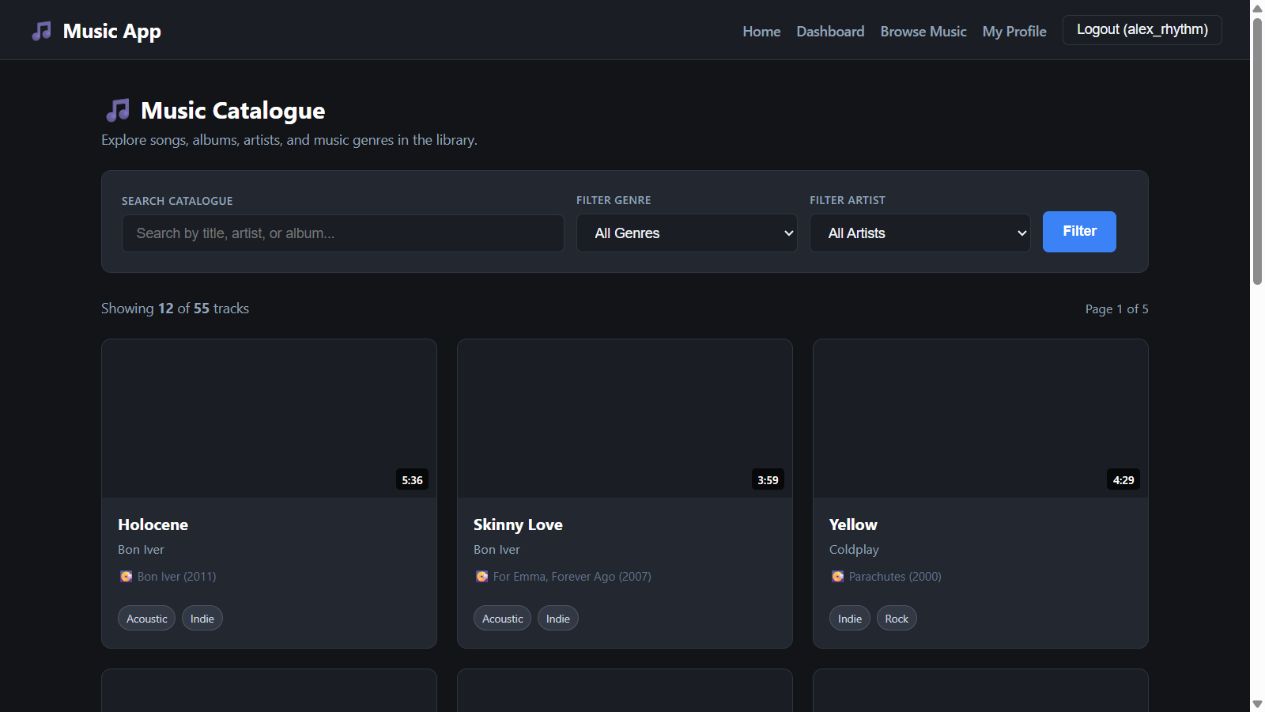 Music App
Home Dashboard Browse Music My Profile Logout (alex_rhythm)
Music Catalogue
Explore songs, albums, artists, and music genres in the library.
SEARCH CATALOGUE FILTER GENRE FILTER ARTIST
Search by title, artist, or album... All Genres All Artists Filter
Showing 12 of 55 tracks Page 1 of 5
5:36 3:59 4:29
Holocene Skinny Love Yellow
Bon Iver Bon Iver Coldplay
Bon Iver (2011) For Emma, Forever Ago (2007) Parachutes (2000)
Acoustic Indie Acoustic Indie Indie Rock